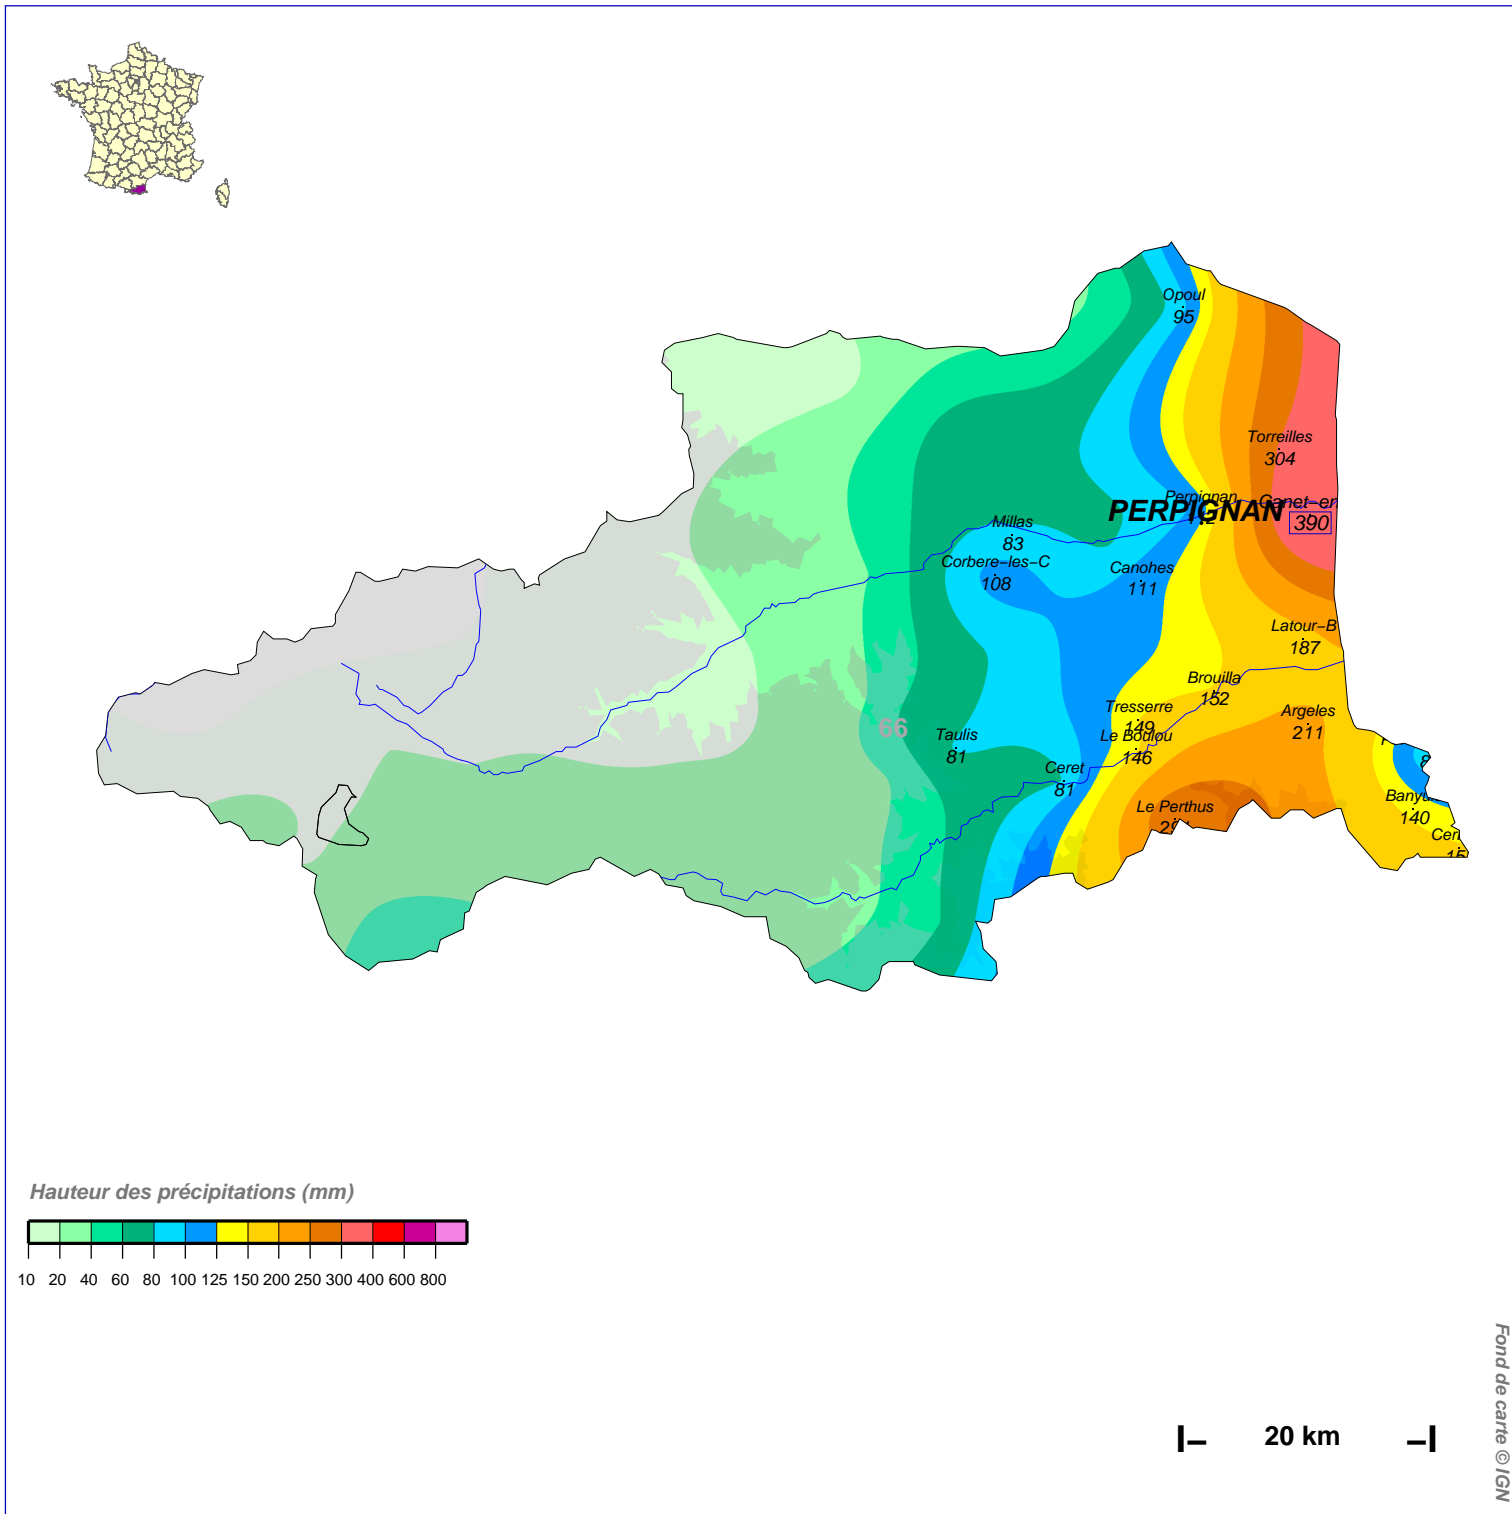 Opoul
95
Torreilles
304
Perpignan
PERPIGNAN
Canet-en
390
Millas
83
Corbere-les-C
108
Canohes
111
Latour-B
187
Brouilla
152
Tresserre
149
Argeles
211
66
Taulis
81
Le Boulou
146
Ceret
81
Le Perthus
Banyu
140
Cer
15
Hauteur des précipitations (mm)
10 20 40 60 80 100 125 150 200 250 300 400 600 800
20 km
Fond de carte © IGN